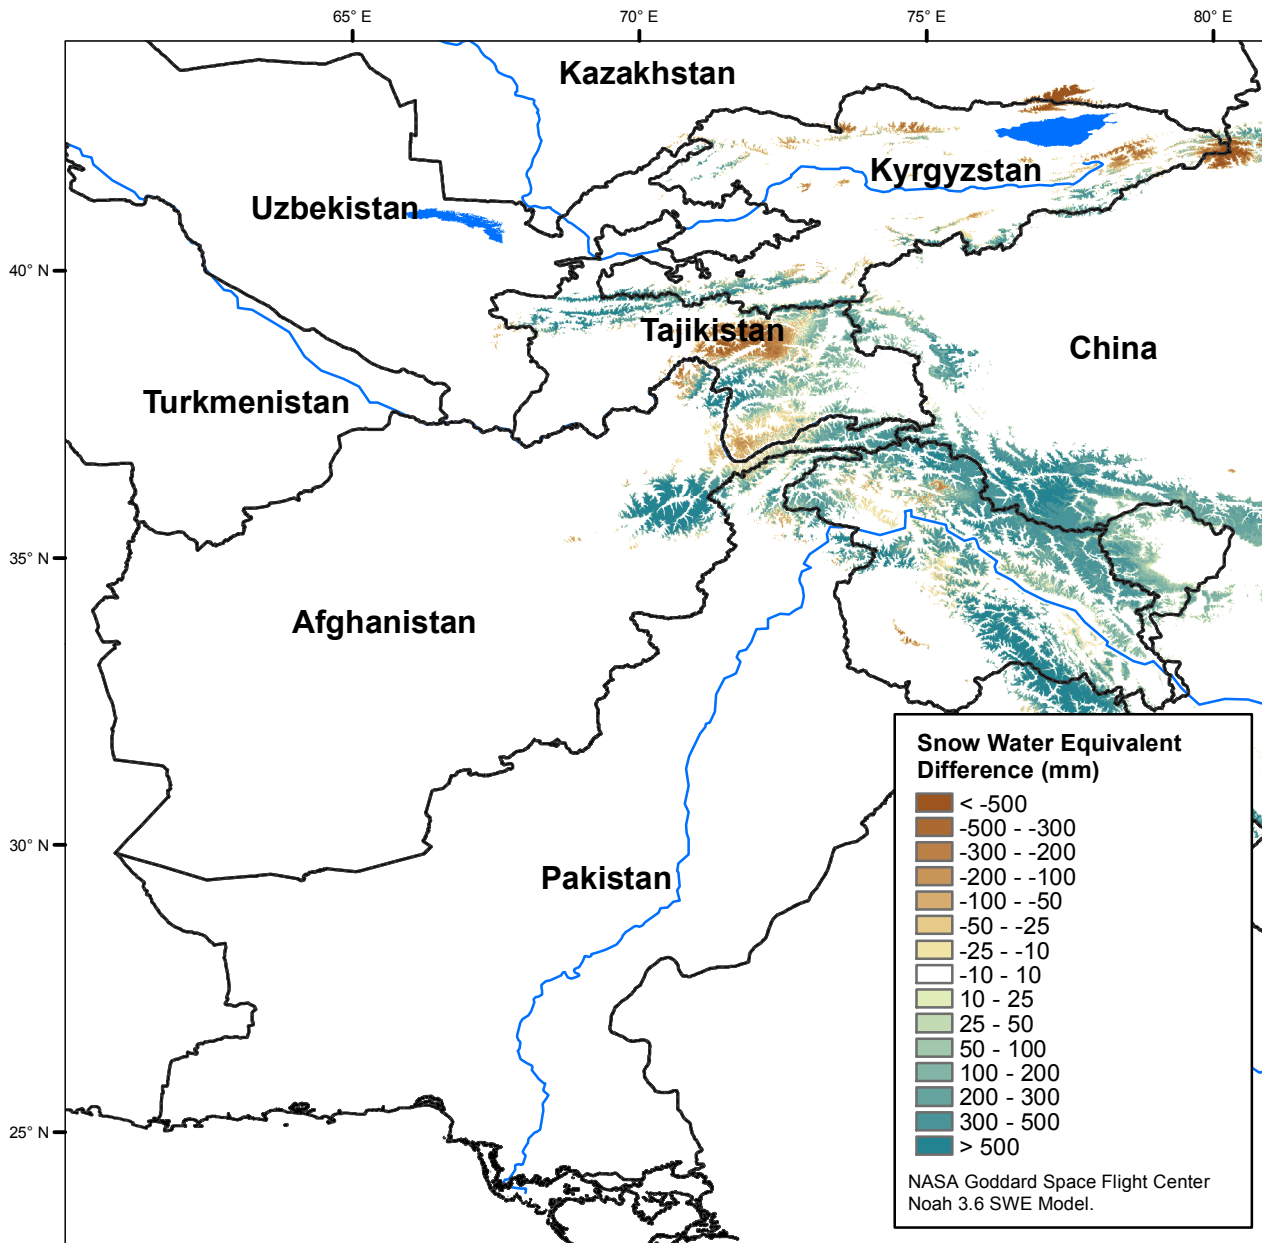 65° E
70° E
75° E
80° E
Kazakhstan
Kyrgyzstan
Uzbekistan
40° N
Tajikistan
China
Turkmenistan
35° N
Afghanistan
Snow Water Equivalent
Difference (mm)
< -500
-500 - -300
-300 - -200
-200 - -100
-100 - -50
-50 - -25
-25 - -10
-10 - 10
10 - 25
25 - 50
50 - 100
100 - 200
200 - 300
300 - 500
> 500
NASA Goddard Space Flight Center
Noah 3.6 SWE Model.
30° N
Pakistan
25° N